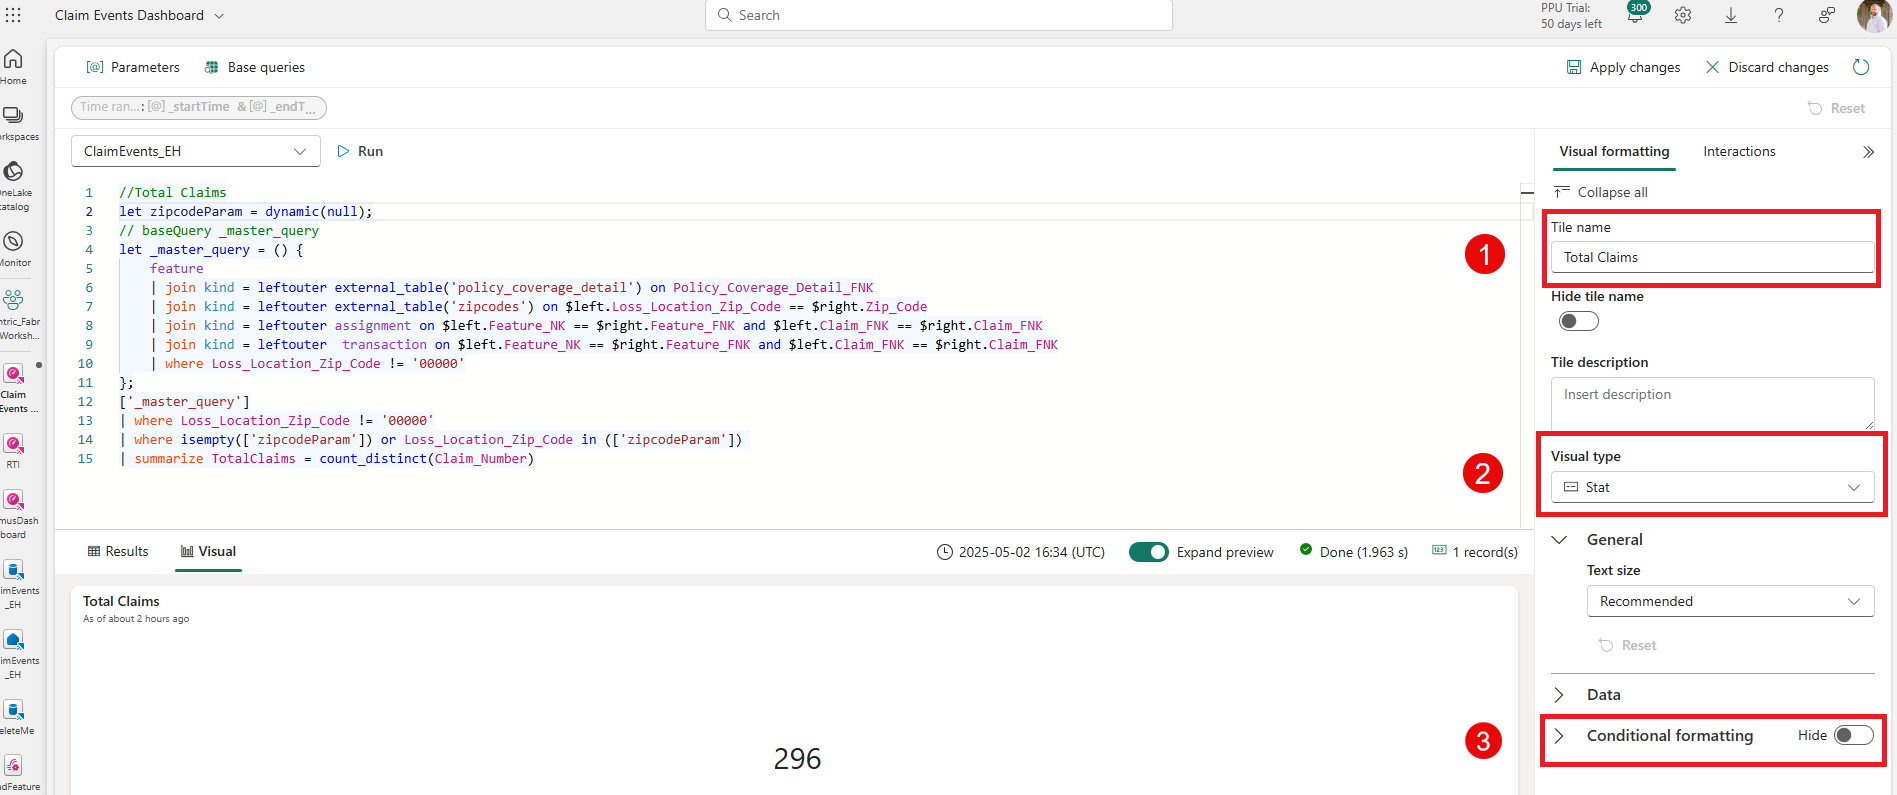 Claim Events Dashboard
Search
PPU Trial:
50 days left
300
Home
rkspaces
neLake
atalog
onitor
ntric_Fabr
Worksh...
Claim
Events ...
RTI
musDash
board
imEvents
_EH
imEvents
_EH
eleteMe
dFeature
[@] Parameters
Base queries
Apply changes
Discard changes
Time ran...: [@] _startTime & [@] _endT...
Reset
ClaimEvents_EH
Run
1 //Total Claims
2 let zipcodeParam = dynamic(null);
3 // baseQuery _master_query
4 let _master_query = () {
5 feature
6 | join kind = leftouter external_table('policy_coverage_detail') on Policy_Coverage_Detail_FNK
7 | join kind = leftouter external_table('zipcodes') on $left.Loss_Location_Zip_Code == $right.Zip_Code
8 | join kind = leftouter assignment on $left.Feature_NK == $right.Feature_FNK and $left.Claim_FNK == $right.Claim_FNK
9 | join kind = leftouter  transaction on $left.Feature_NK == $right.Feature_FNK and $left.Claim_FNK == $right.Claim_FNK
10 | where Loss_Location_Zip_Code != '00000'
11 };
12 ['_master_query']
13 | where Loss_Location_Zip_Code != '00000'
14 | where isempty(['zipcodeParam']) or Loss_Location_Zip_Code in (['zipcodeParam'])
15 | summarize TotalClaims = count_distinct(Claim_Number)
Results
Visual
2025-05-02 16:34 (UTC)
Expand preview
Done (1.963 s)
1 record(s)
Total Claims
As of about 2 hours ago
296
Visual formatting
Interactions
Collapse all
1
Tile name
Total Claims
Hide tile name
Tile description
Insert description
2
Visual type
Stat
General
Text size
Recommended
Reset
Data
3
Conditional formatting
Hide